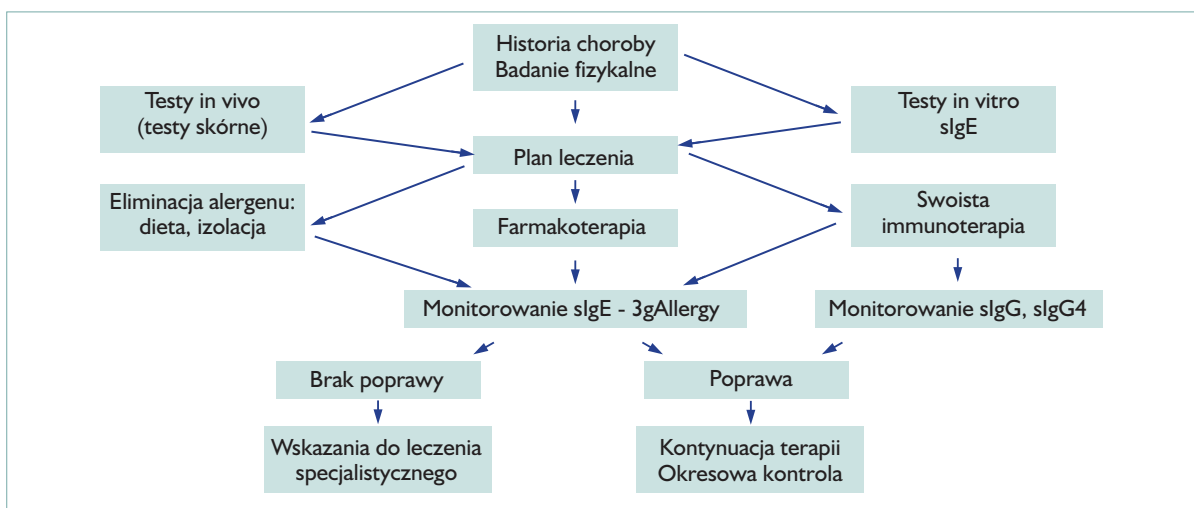 Historia choroby
Badanie fizykalne
Testy in vivo
(testy skórne)
Testy in vitro
sIgE
Plan leczenia
Eliminacja alergenu:
dieta, izolacja
Farmakoterapia
Swoista
immunoterapia
Monitorowanie sIgE - 3gAllergy
Monitorowanie sIgG, sIgG4
Brak poprawy
Poprawa
Wskazania do leczenia
specjalistycznego
Kontynuacja terapii
Okresowa kontrola